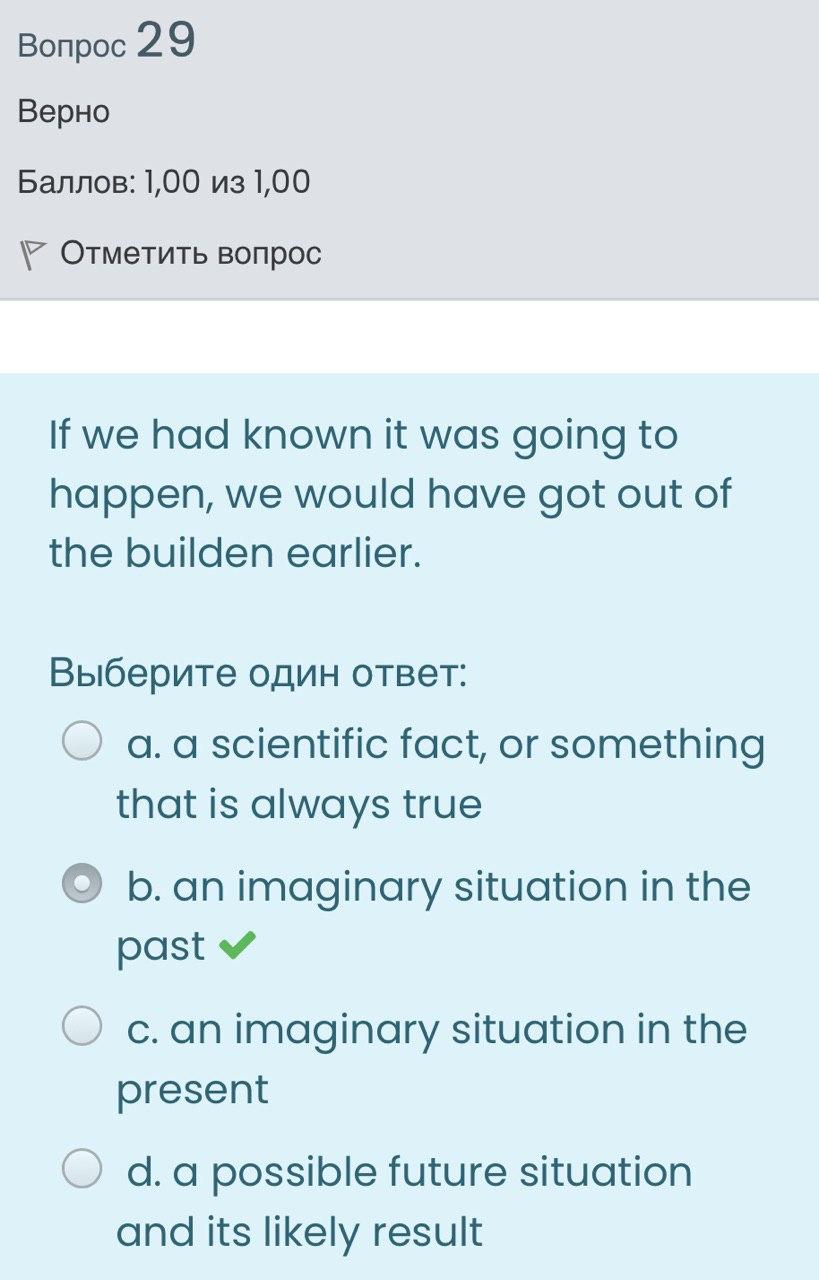 Вопрос 29
Верно
Баллов: 1,00 из 1,00
Отметить вопрос
If we had known it was going to
happen, we would have got out of
the builden earlier.
Выберите один ответ:
a. a scientific fact, or something
that is always true
b. an imaginary situation in the
past
c. an imaginary situation in the
present
d. a possible future situation
and its likely result